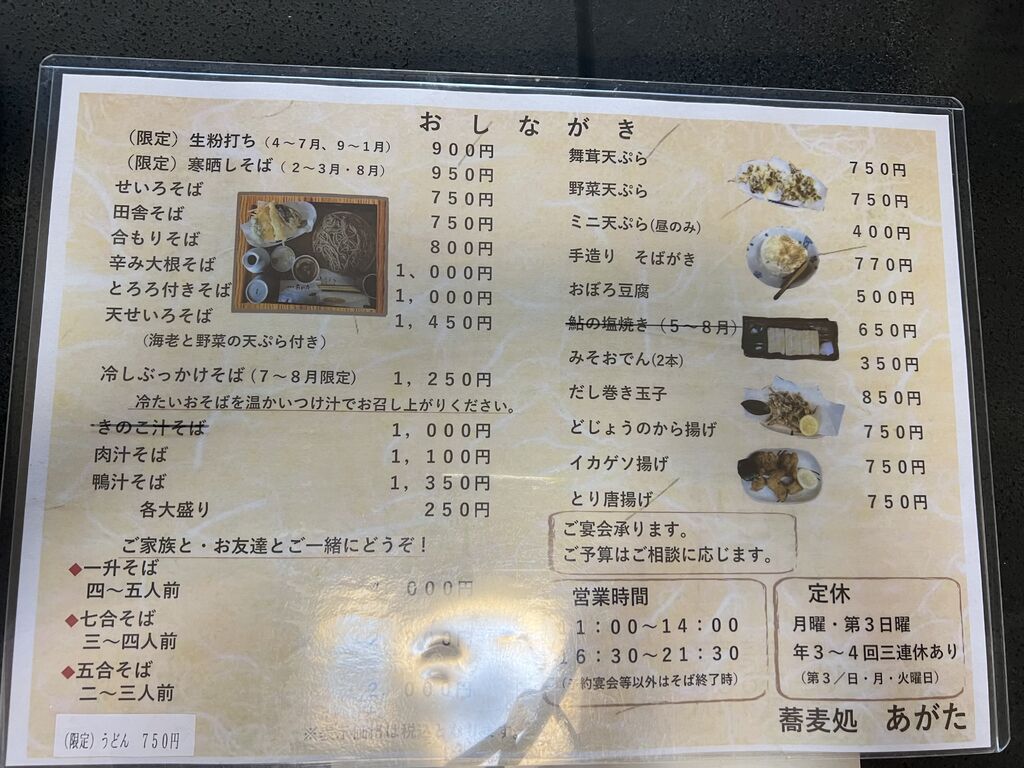 おしながき
（限定）生粉打ち（４～７月、９～１月） ９００円
（限定）寒晒しそば（２～３月・８月） ９５０円
せいろそば ７５０円
田舎そば ７５０円
合もりそば ８００円
辛み大根そば １，０００円
とろろ付きそば １，０００円
天せいろそば １，４５０円
（海老と野菜の天ぷら付き）
冷しぶっかけそば（７～８月限定） １，２５０円
冷たいおそばを温かいつけ汁でお召し上がりください。
きのこ汁そば １，０００円
肉汁そば １，１００円
鴨汁そば １，３５０円
各大盛り ２５０円
ご家族と・お友達とご一緒にどうぞ！
◆一升そば
四～五人前 ０００円
◆七合そば
三～四人前
◆五合そば
二～三人前 ２，０００円
（限定）うどん ７５０円
舞茸天ぷら ７５０円
野菜天ぷら ７５０円
ミニ天ぷら(昼のみ) ４００円
手造り そばがき ７７０円
おぼろ豆腐 ５００円
鮎の塩焼き（５～８月） ６５０円
みそおでん(2本) ３５０円
だし巻き玉子 ８５０円
どじょうのから揚げ ７５０円
イカゲソ揚げ ７５０円
とり唐揚げ ７５０円
ご宴会承ります。
ご予算はご相談に応じます。
営業時間
１：００～１４：００
１６：３０～２１：３０
約宴会等以外はそば終了時）
定休
月曜・第３日曜
年３～４回三連休あり
（第３／日・月・火曜日）
蕎麦処 あがた